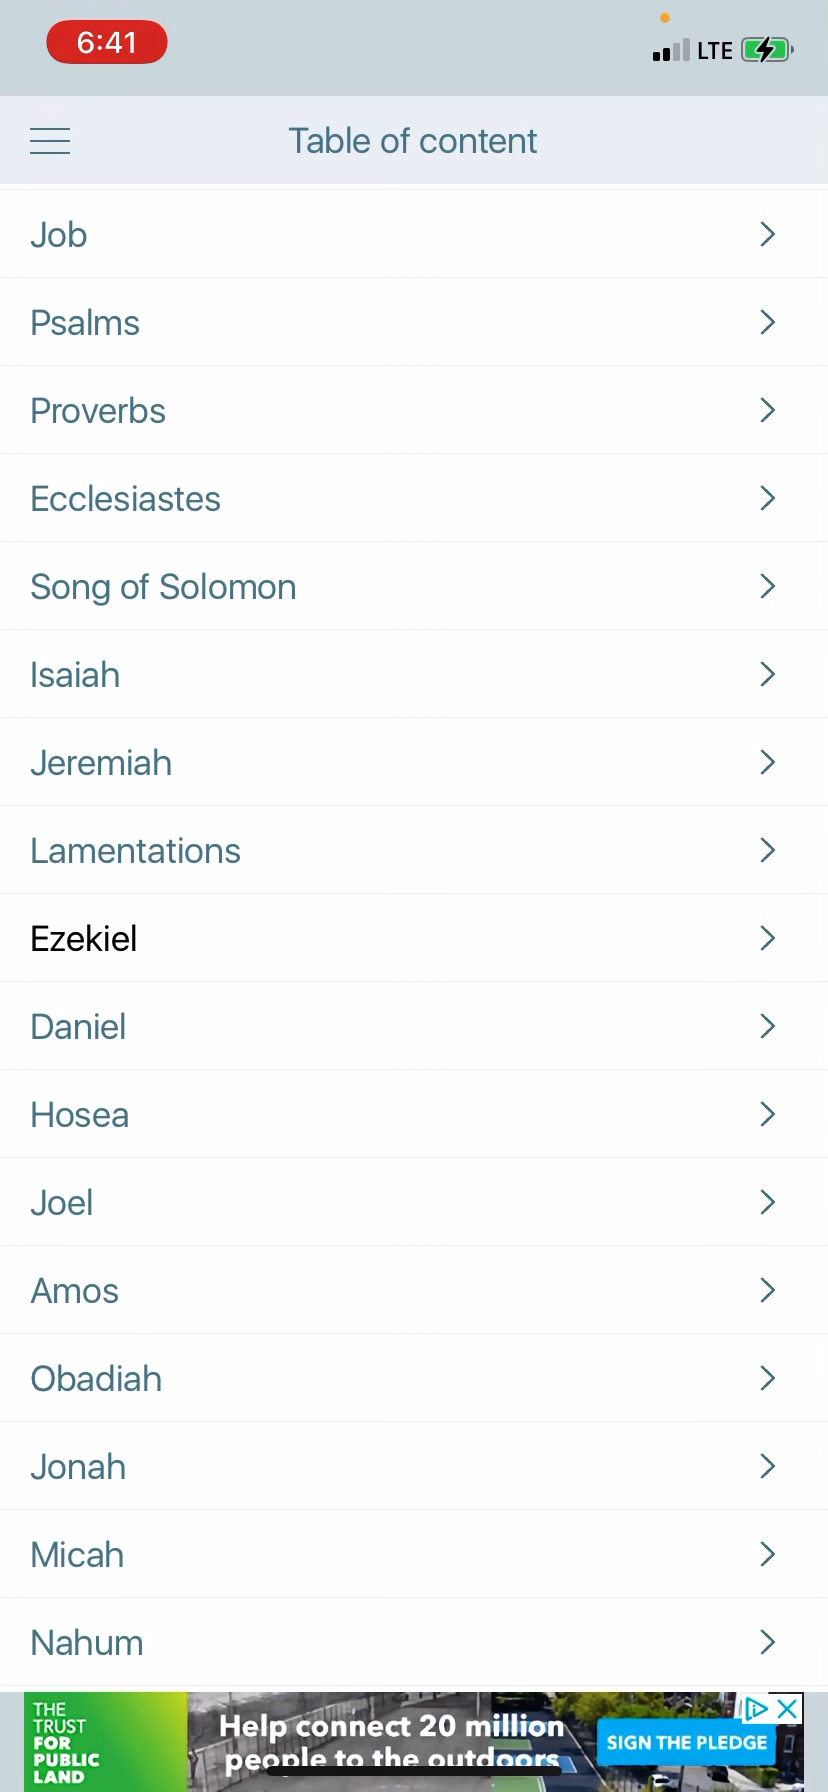 6:41
LTE
Table of content
Job
Psalms
Proverbs
Ecclesiastes
Song of Solomon
Isaiah
Jeremiah
Lamentations
Ezekiel
Daniel
Hosea
Joel
Amos
Obadiah
Jonah
Micah
Nahum
THE
TRUST
FOR
PUBLIC
LAND
Help connect 20 million
people to the outdoors
SIGN THE PLEDGE